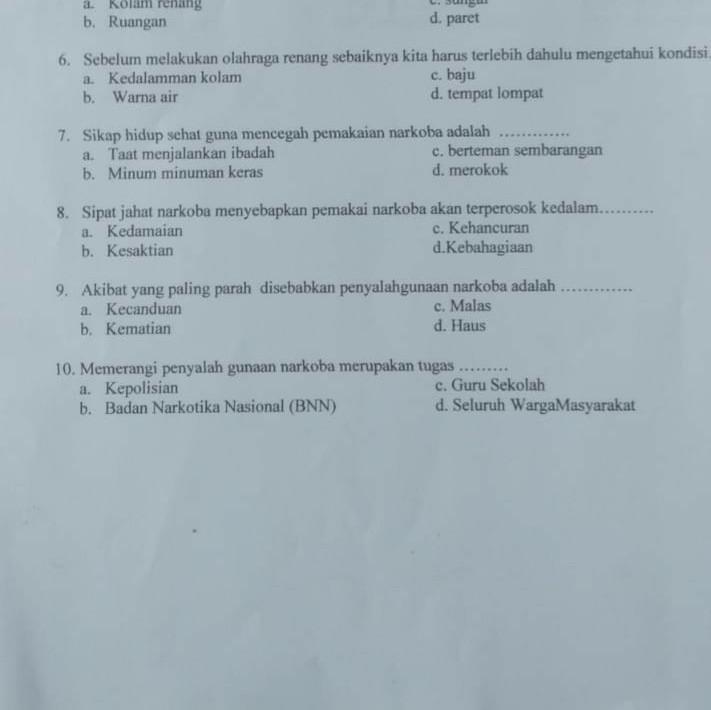 a. Kolam renang c. sungai
b. Ruangan d. paret
6. Sebelum melakukan olahraga renang sebaiknya kita harus terlebih dahulu mengetahui kondisi
a. Kedalamman kolam c. baju
b. Warna air d. tempat lompat
7. Sikap hidup sehat guna mencegah pemakaian narkoba adalah .............
a. Taat menjalankan ibadah c. berteman sembarangan
b. Minum minuman keras d. merokok
8. Sipat jahat narkoba menyebapkan pemakai narkoba akan terperosok kedalam..........
a. Kedamaian c. Kehancuran
b. Kesaktian d.Kebahagiaan
9. Akibat yang paling parah disebabkan penyalahgunaan narkoba adalah .............
a. Kecanduan c. Malas
b. Kematian d. Haus
10. Memerangi penyalah gunaan narkoba merupakan tugas .........
a. Kepolisian c. Guru Sekolah
b. Badan Narkotika Nasional (BNN) d. Seluruh WargaMasyarakat